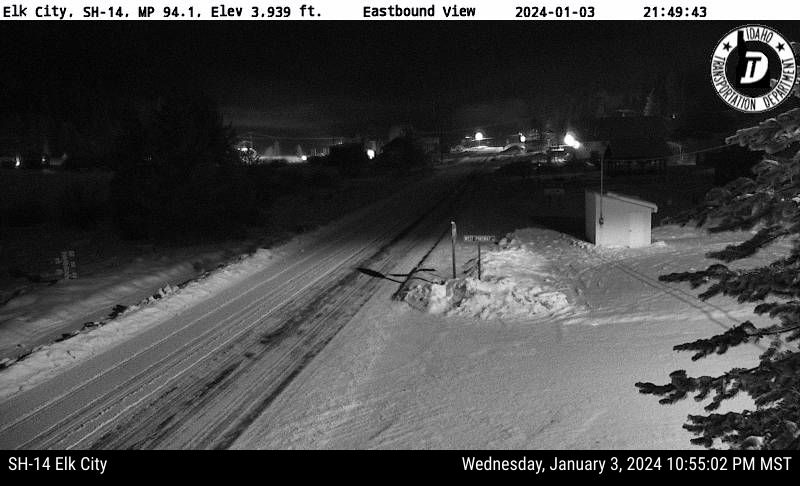 Elk City, SH-14, MP 94.1, Elev 3,939 ft. Eastbound View 2024-01-03 21:49:43
IDAHO
TRANSPORTATION DEPARTMENT
SH-14 Elk City Wednesday, January 3, 2024 10:55:02 PM MST